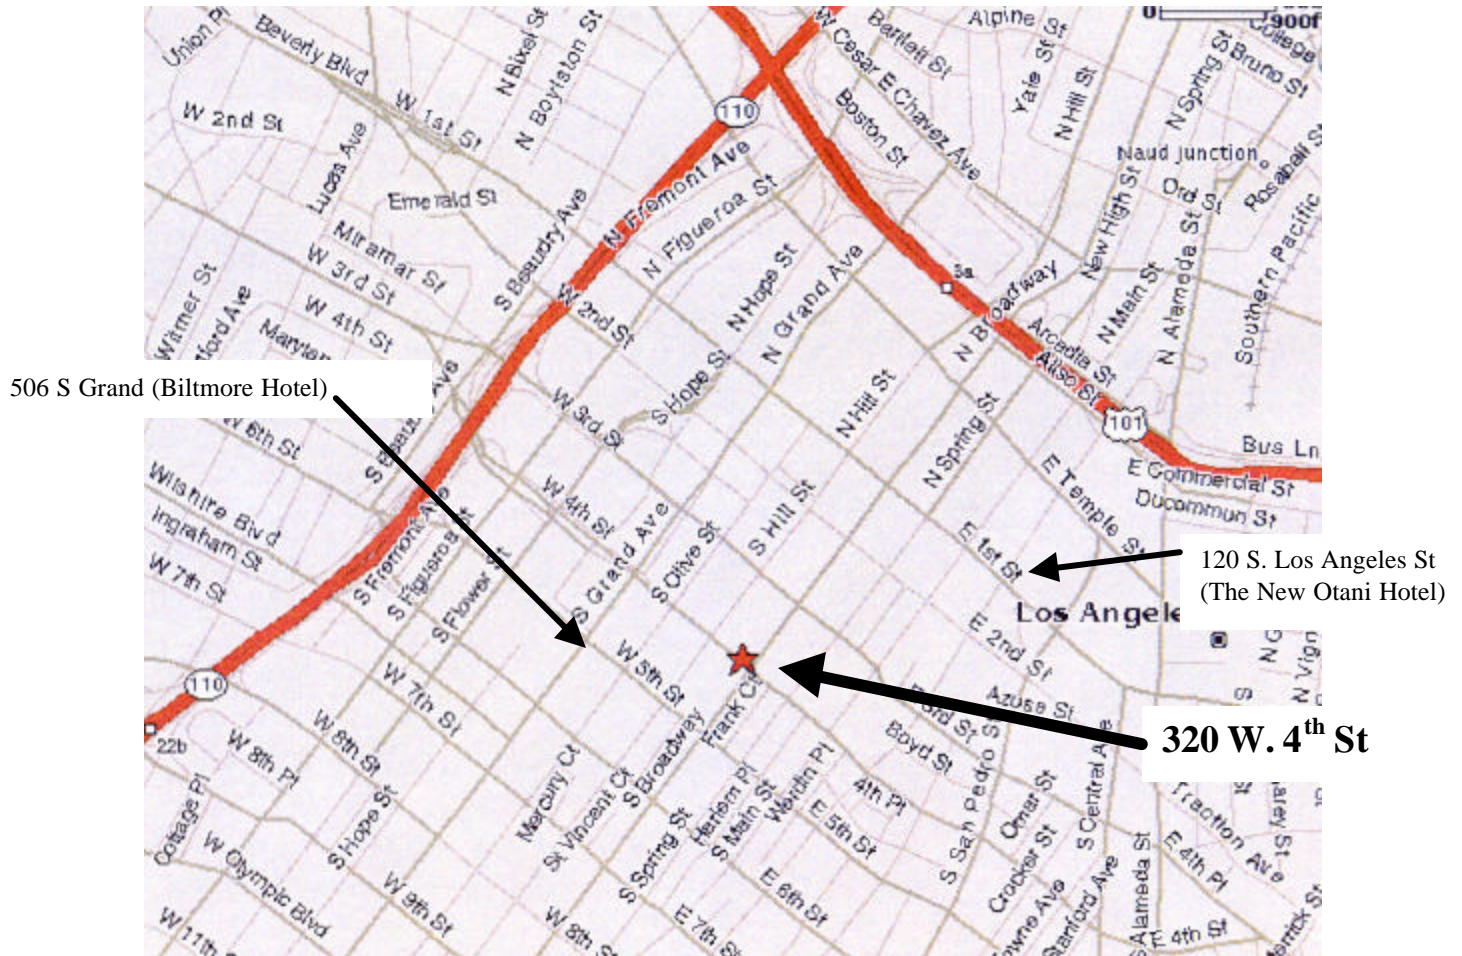 Union Pl
Beverly Blvd
N Bixel St
N Boylston St
W Cesar E Chavez Ave
Bartlett St
Alpine St
Yale St
N Hill St
N Spring St
College
Bruno St
0
900f
W 2nd St
W 1st St
110
Boston St
Naud Junction
Lucas Ave
Emerald St
N Fremont Ave
N Figueroa St
Ord St
Rosabell St
New High St
N Alameda St
Southern Pacific
Miramar St
W 3rd St
S Beaudry Ave
N Hope St
N Grand Ave
3a
N Broadway
N Main St
Witmer St
W 4th St
W 2nd St
Arcadia St
Aliso St
506 S Grand (Biltmore Hotel)
W 3rd St
S Hope St
N Hill St
N Spring St
101
Bus Ln
W 6th St
Wilshire Blvd
Ingraham St
W 7th St
W 4th St
S Hill St
E Temple St
E Commercial St
Ducommun St
S Fremont Ave
S Figueroa St
S Flower St
S Grand Ave
S Olive St
E 1st St
120 S. Los Angeles St
(The New Otani Hotel)
Los Angele
E 2nd St
W 5th St
110
W 7th St
Frank Ct
Azusa St
320 W. 4th St
22b
W 8th Pl
W 8th St
S Broadway
Boyd St
San Pedro S
S Central Ave
Cottage Pl
S Hope St
Mercury Ct
St Vincent Ct
Harlem Pl
S Main St
Werdin Pl
4th Pl
E 5th St
Omar St
Traction Ave
W Olympic Blvd
W 9th St
S Spring St
E 6th St
S
Crocker St
E 4th Pl
W 11th
W 8th S
E 7th St
Stanford Ave
Alameda St
E 4th St